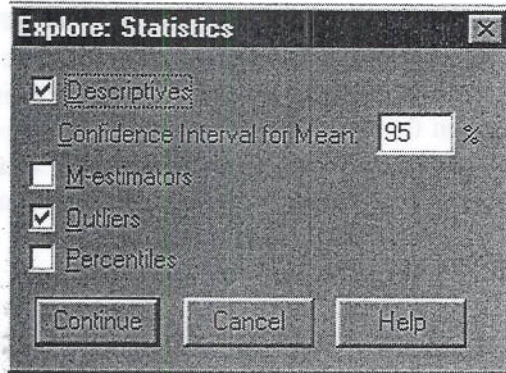 Explore: Statistics
Descriptives
Confidence Interval for Mean: 95 %
M-estimators
Outliers
Percentiles
Continue Cancel Help